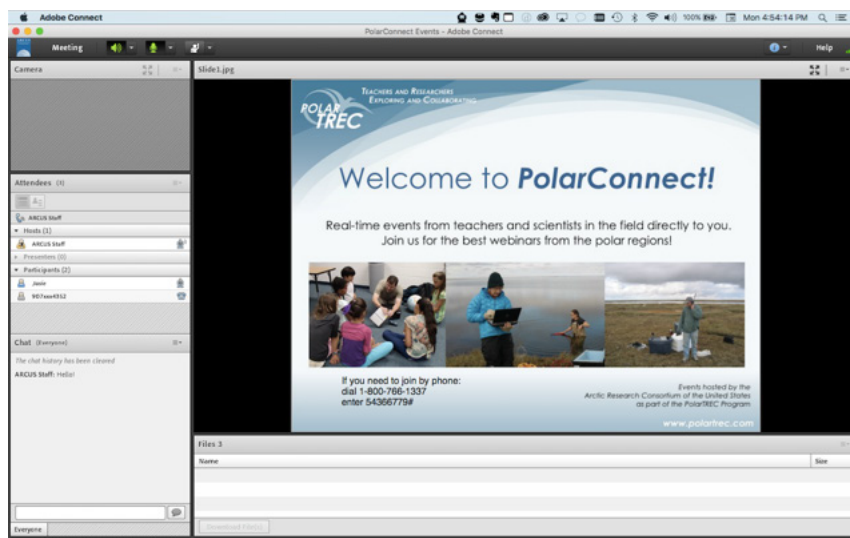 Adobe Connect
100%
Mon 4:54:14 PM
PolarConnect Events - Adobe Connect
Meeting
Help
Camera
Attendees (3)
ARCUS Staff
Hosts (1)
ARCUS Staff
Presenters (0)
Participants (2)
Janie
907xxx4352
Chat (Everyone)
The chat history has been cleared
ARCUS Staff: Hello!
Everyone
Slide1.jpg
TEACHERS AND RESEARCHERS
EXPLORING AND COLLABORATING
POLAR
TREC
Welcome to PolarConnect!
Real-time events from teachers and scientists in the field directly to you.
Join us for the best webinars from the polar regions!
If you need to join by phone:
dial 1-800-766-1337
enter 54366779#
Events hosted by the
Arctic Research Consortium of the United States
as part of the PolarTREC Program
www.polartrec.com
Files 3
Name
Size
Download File(s)